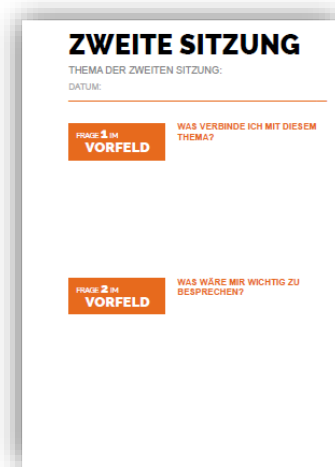 ZWEITE SITZUNG
THEMA DER ZWEITEN SITZUNG:
DATUM:
FRAGE 1 IM
VORFELD
WAS VERBINDE ICH MIT DIESEM
THEMA?
FRAGE 2 IM
VORFELD
WAS WÄRE MIR WICHTIG ZU
BESPRECHEN?